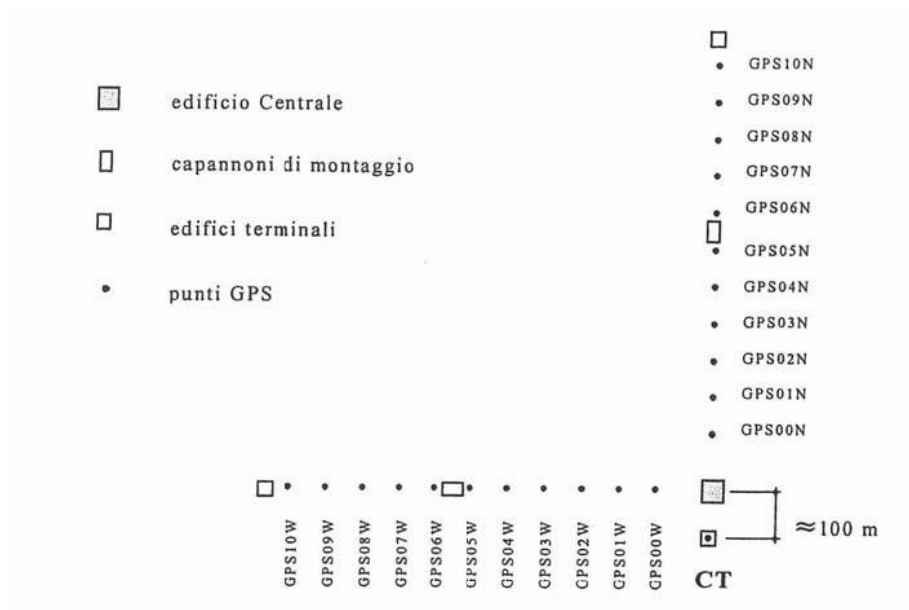 GPS10N
edificio Centrale
GPS09N
GPS08N
capannoni di montaggio
GPS07N
GPS06N
edifici terminali
GPS05N
punti GPS
GPS04N
GPS03N
GPS02N
GPS01N
GPS00N
GPS10W
GPS09W
GPS08W
GPS07W
GPS06W
GPS05W
GPS04W
GPS03W
GPS02W
GPS01W
GPS00W
≈100 m
CT